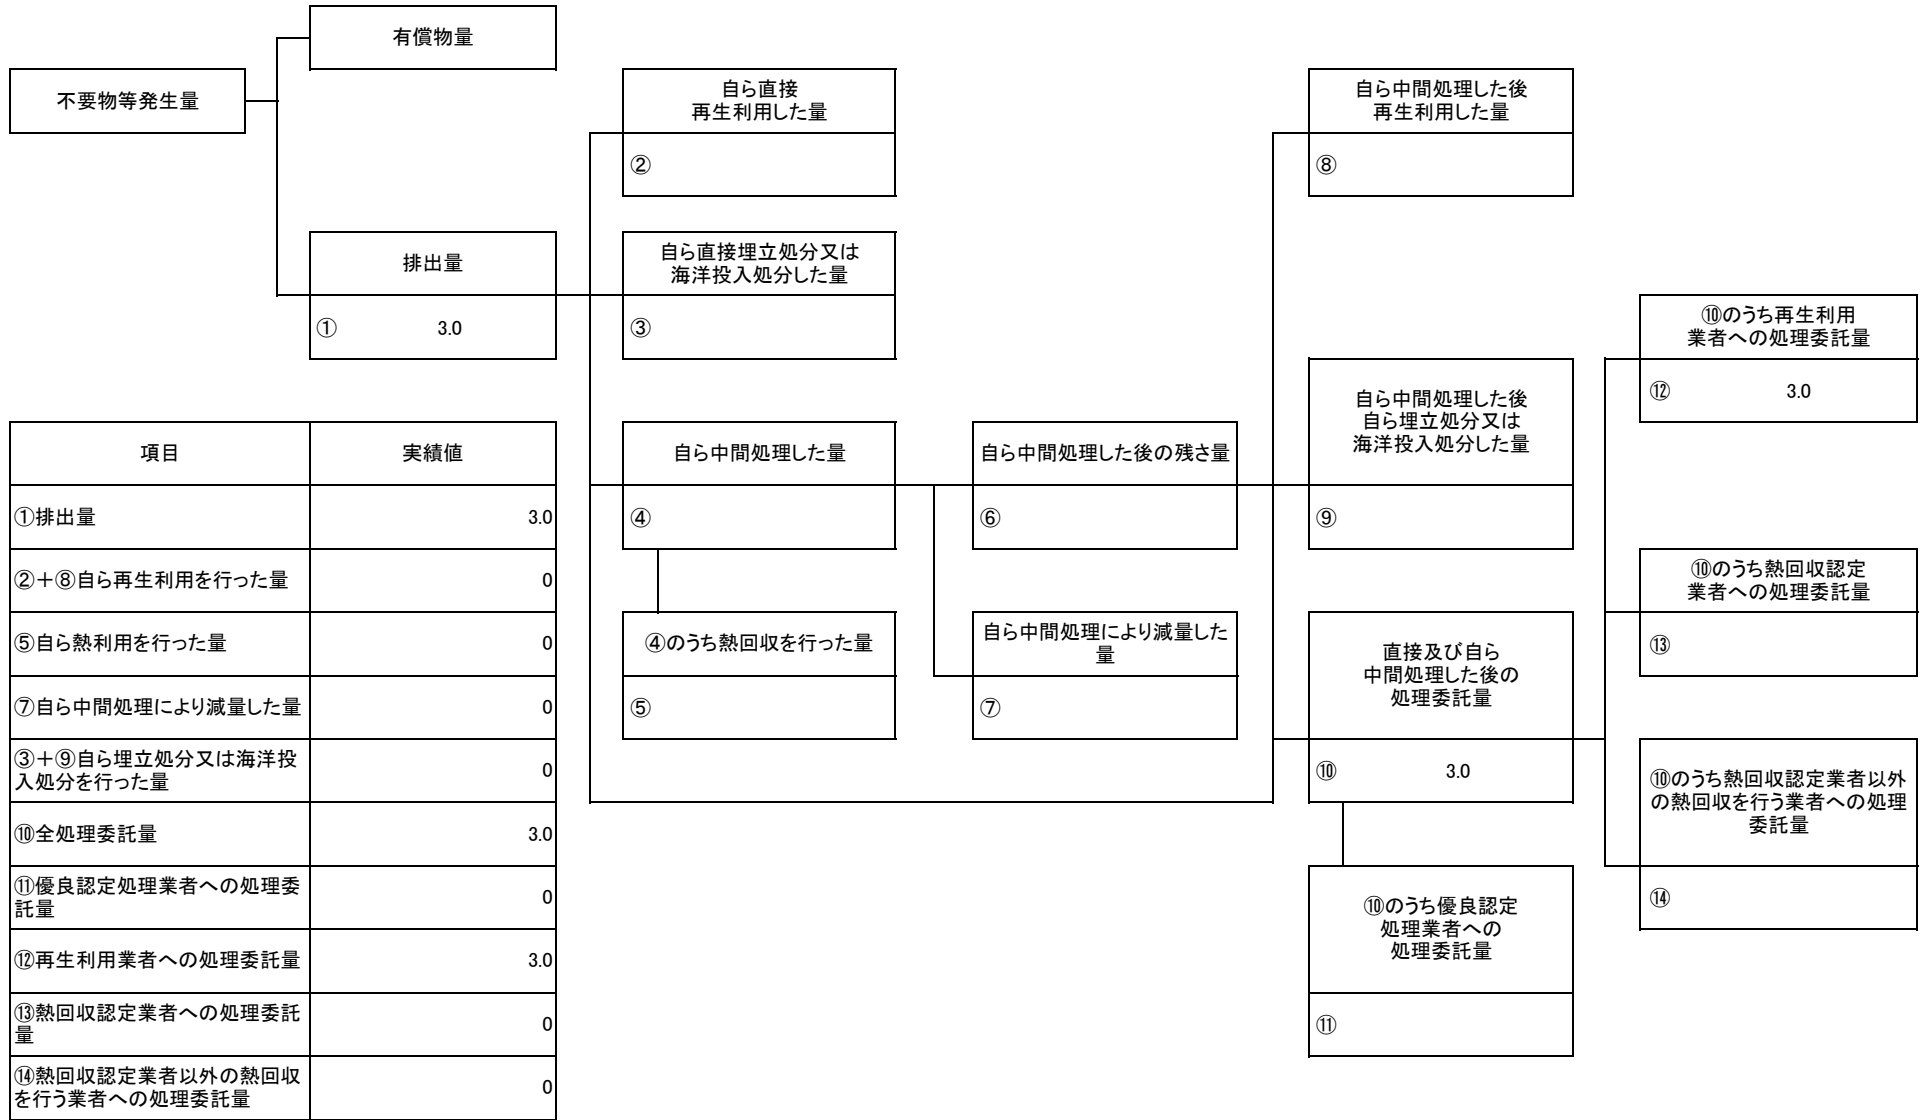 有償物量
不要物等発生量
自ら直接
再生利用した量
②
自ら中間処理した後
再生利用した量
⑧
排出量
① 3.0
自ら直接埋立処分又は
海洋投入処分した量
③
⑩のうち再生利用
業者への処理委託量
⑫ 3.0
自ら中間処理した後
自ら埋立処分又は
海洋投入処分した量
⑨
自ら中間処理した量
④
自ら中間処理した後の残さ量
⑥
④のうち熱回収を行った量
⑤
自ら中間処理により減量した
量
⑦
直接及び自ら
中間処理した後の
処理委託量
⑩ 3.0
⑩のうち熱回収認定
業者への処理委託量
⑬
⑩のうち熱回収認定業者以外
の熱回収を行う業者への処理
委託量
⑭
⑩のうち優良認定
処理業者への
処理委託量
⑪
項目 実績値
①排出量 3.0
②+⑧自ら再生利用を行った量 0
⑤自ら熱利用を行った量 0
⑦自ら中間処理により減量した量 0
③+⑨自ら埋立処分又は海洋投
入処分を行った量 0
⑩全処理委託量 3.0
⑪優良認定処理業者への処理委
託量 0
⑫再生利用業者への処理委託量 3.0
⑬熱回収認定業者への処理委託
量 0
⑭熱回収認定業者以外の熱回収
を行う業者への処理委託量 0